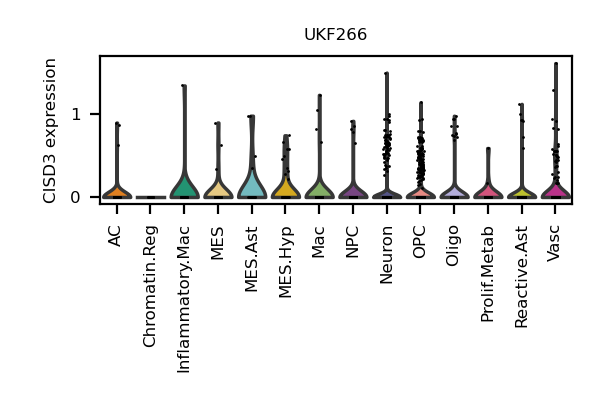 UKF266
CISD3 expression
1
0
AC
Chromatin.Reg
Inflammatory.Mac
MES
MES.Ast
MES.Hyp
Mac
NPC
Neuron
OPC
Oligo
Prolif.Metab
Reactive.Ast
Vasc